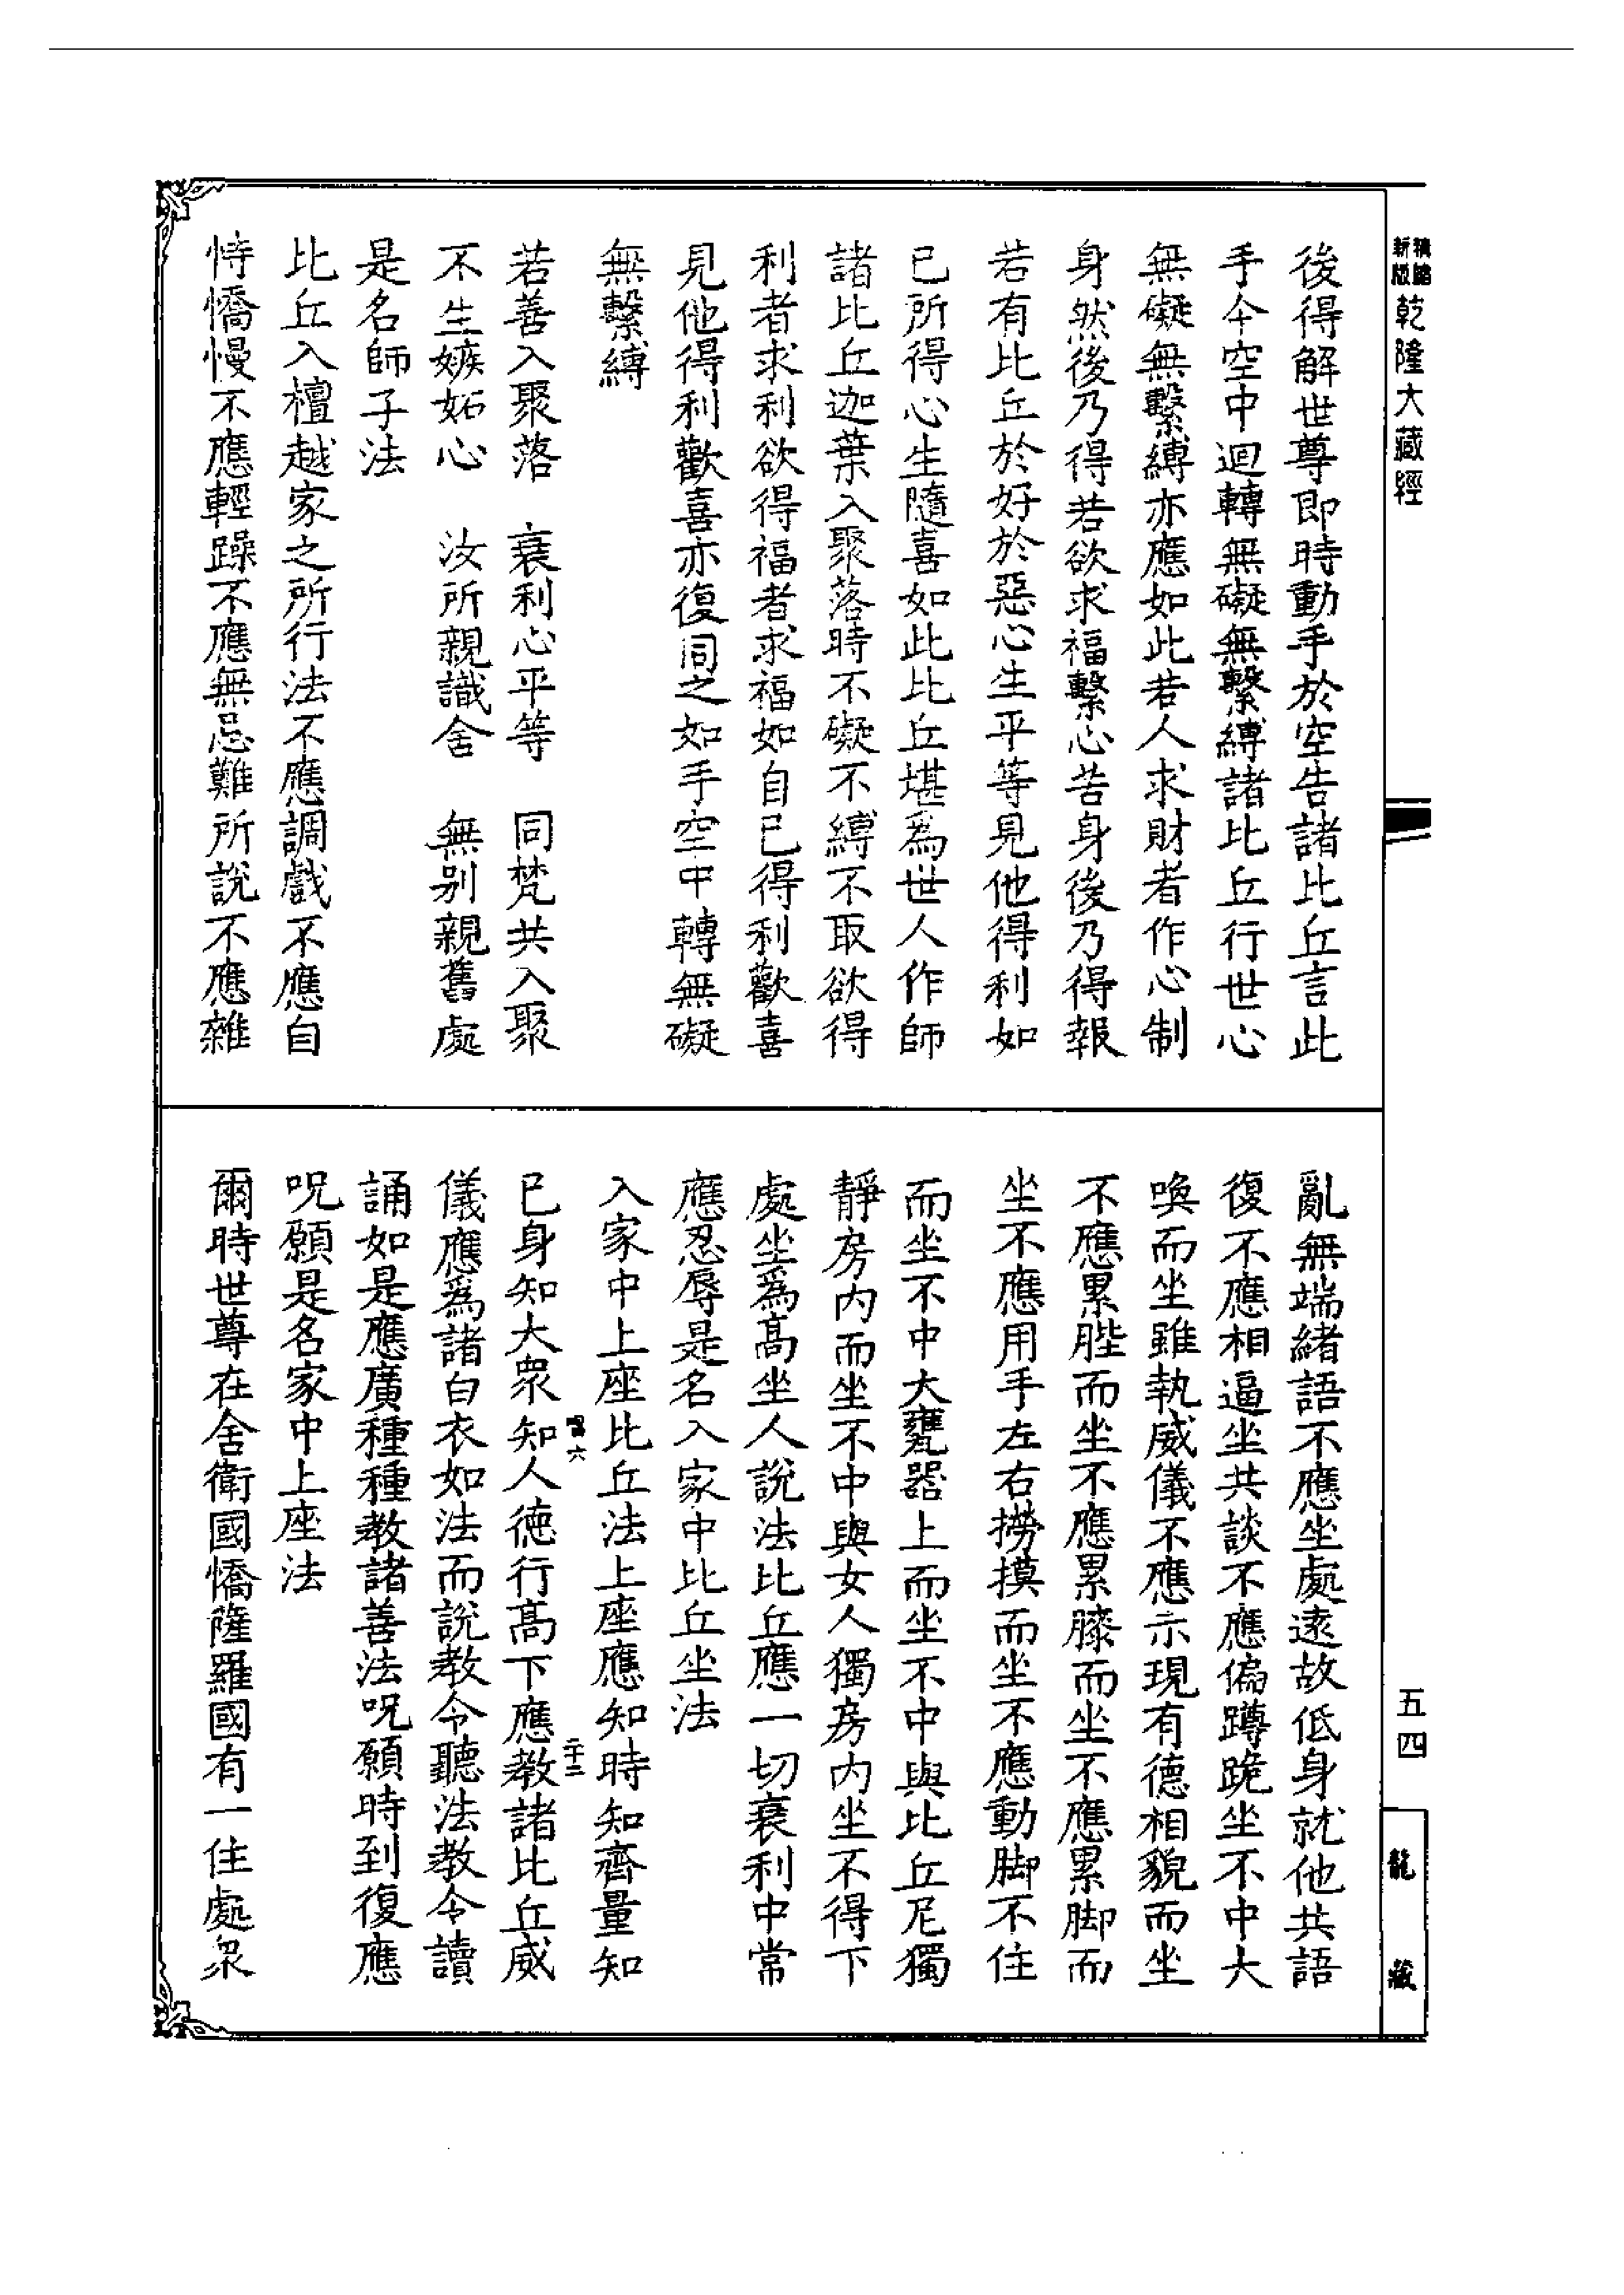 乾隆大藏經
後得解世尊即時動手於空告諸比丘言此
手今空中迴轉無礙無繫縛諸比丘行世心
無礙無繫縛亦應如此若人求財者作心制
身然後乃得若欲求福繫心苦身後乃得報
若有比丘於好於惡心生平等見他得利如
已所得心生隨喜如此比丘堪為世人作師
諸比丘迦葉入聚落時不礙不縛不取欲得
利者求利欲得福者求福如自已得利歡喜
見他得利歡喜亦復同之如手空中轉無礙
無繫縛
若善入聚落　衰利心平等　同梵共入聚
不生嫉妬心　汝所親識舍　無別親舊處
是名師子法
比丘入檀越家之所行法不應調戲不應自
恃憍慢不應輕躁不應無忌難所說不應雜
亂無端緒語不應坐處遠故低身就他共語
復不應相逼坐共談不應偏蹲跪坐不中大
喚而坐雖執威儀不應示現有德相貌而坐
不應累髀而坐不應累膝而坐不應累脚而
坐不應用手左右撈摸而坐不應動脚不住
而坐不中大甕器上而坐不中與比丘尼獨
靜房内而坐不中與女人獨房内坐不得下
處坐為高坐人說法比丘應一切衰利中常
應忍辱是名入家中比丘坐法
入家中上座比丘法上座應知時知齊量知
已身知大衆知人德行高下應教諸比丘威
儀應為諸白衣如法而說教令聽法教令讀
誦如是應廣種種教諸善法呪願時到復應
呪願是名家中上座法
爾時世尊在舍衛國憍薩羅國有一住處衆
五四
龍藏